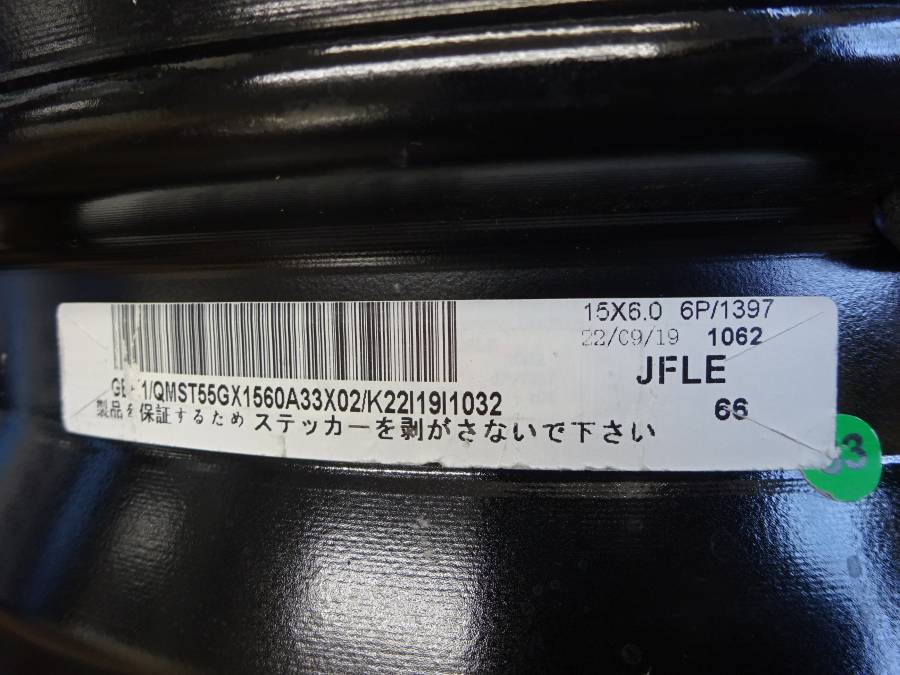 15X6.0 6P/1397
22/09/19 1062
JFLE
/QMST55GX1560A33X02/K22I19I1032
66
製品を保証するため ステッカーを剥がさないで下さい